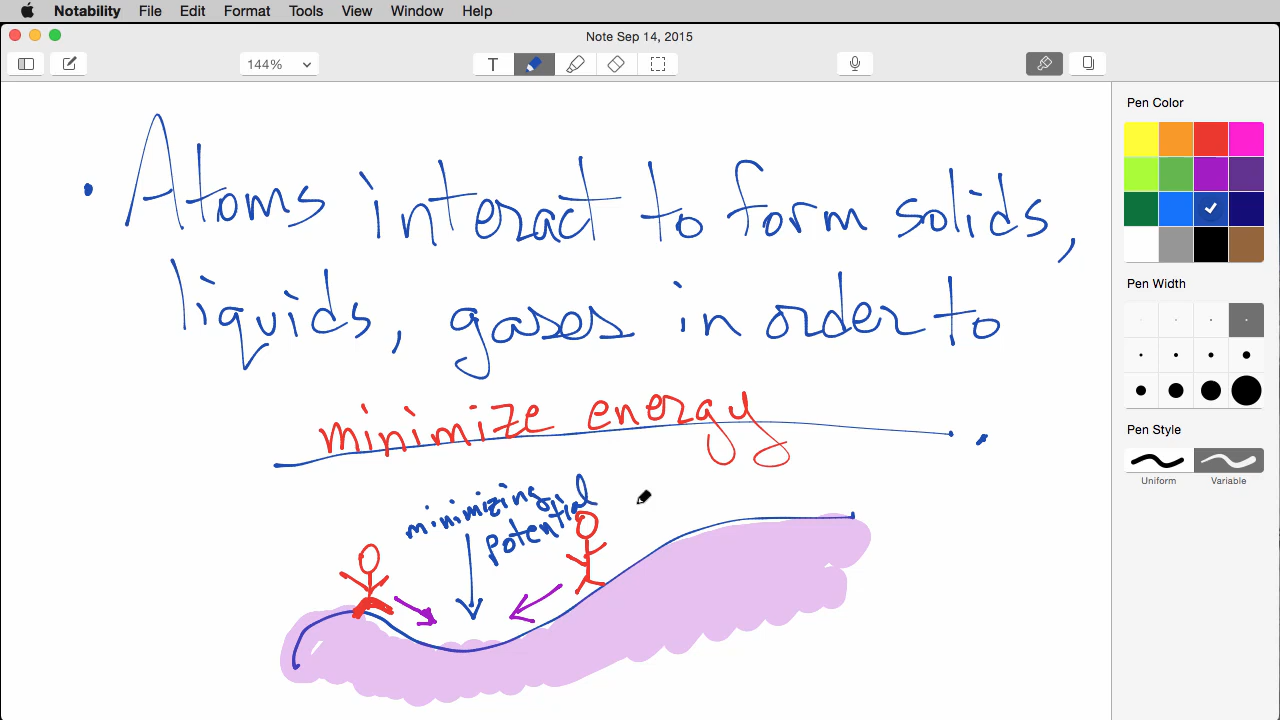 Notability File Edit Format Tools View Window Help
Note Sep 14, 2015
144% T
Pen Color
• Atoms interact to form solids,
liquids, gases in order to
minimize energy.
minimizing
potential
Pen Width
Pen Style
Uniform Variable